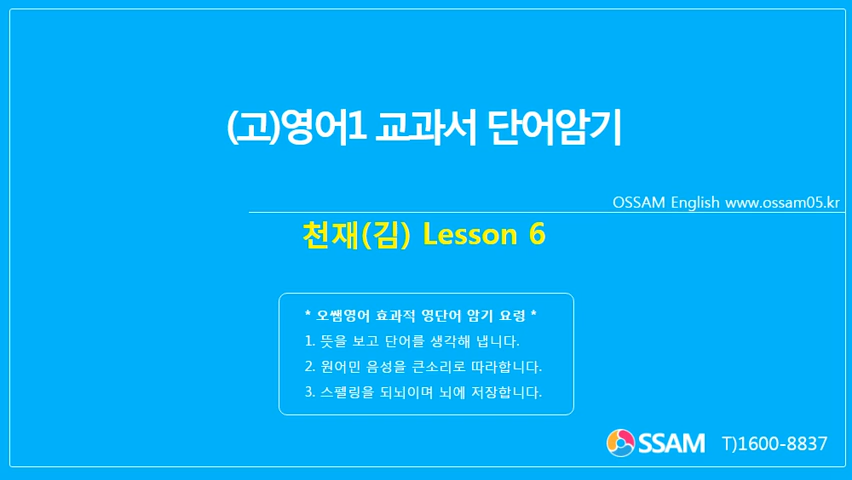 (고)영어1 교과서 단어암기
OSSAM English www.ossam05.kr
천재(김) Lesson 6
* 오쌤영어 효과적 영단어 암기 요령 *
1. 뜻을 보고 단어를 생각해 냅니다.
2. 원어민 음성을 큰소리로 따라합니다.
3. 스펠링을 되뇌이며 뇌에 저장합니다.
OSSAM T)1600-8837